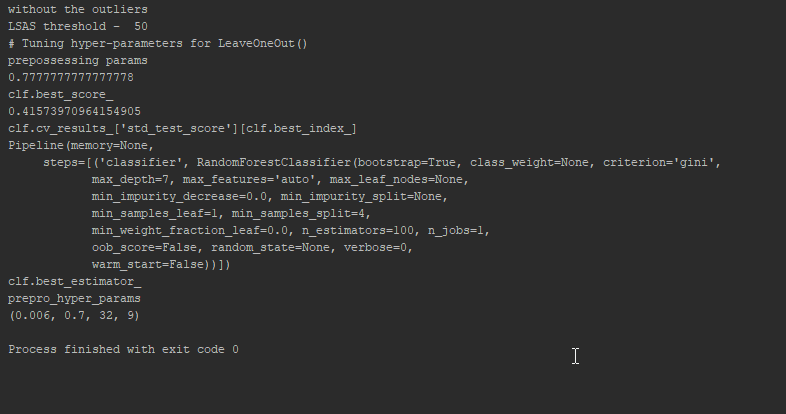 without the outliers
LSAS threshold -  50
# Tuning hyper-parameters for LeaveOneOut()
prepossessing params
0.7777777777777778
clf.best_score_
0.41573970964154905
clf.cv_results_['std_test_score'][clf.best_index_]
Pipeline(memory=None,
     steps=[('classifier', RandomForestClassifier(bootstrap=True, class_weight=None, criterion='gini',
            max_depth=7, max_features='auto', max_leaf_nodes=None,
            min_impurity_decrease=0.0, min_impurity_split=None,
            min_samples_leaf=1, min_samples_split=4,
            min_weight_fraction_leaf=0.0, n_estimators=100, n_jobs=1,
            oob_score=False, random_state=None, verbose=0,
            warm_start=False))])
clf.best_estimator_
prepro_hyper_params
(0.006, 0.7, 32, 9)
Process finished with exit code 0